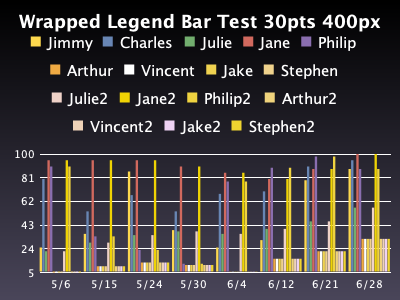 Wrapped Legend Bar Test 30pts 400px
Jimmy Charles Julie Jane Philip
Arthur Vincent Jake Stephen
Julie2 Jane2 Philip2 Arthur2
Vincent2 Jake2 Stephen2
100
81
62
43
24
5
5/6 5/15 5/24 5/30 6/4 6/12 6/21 6/28